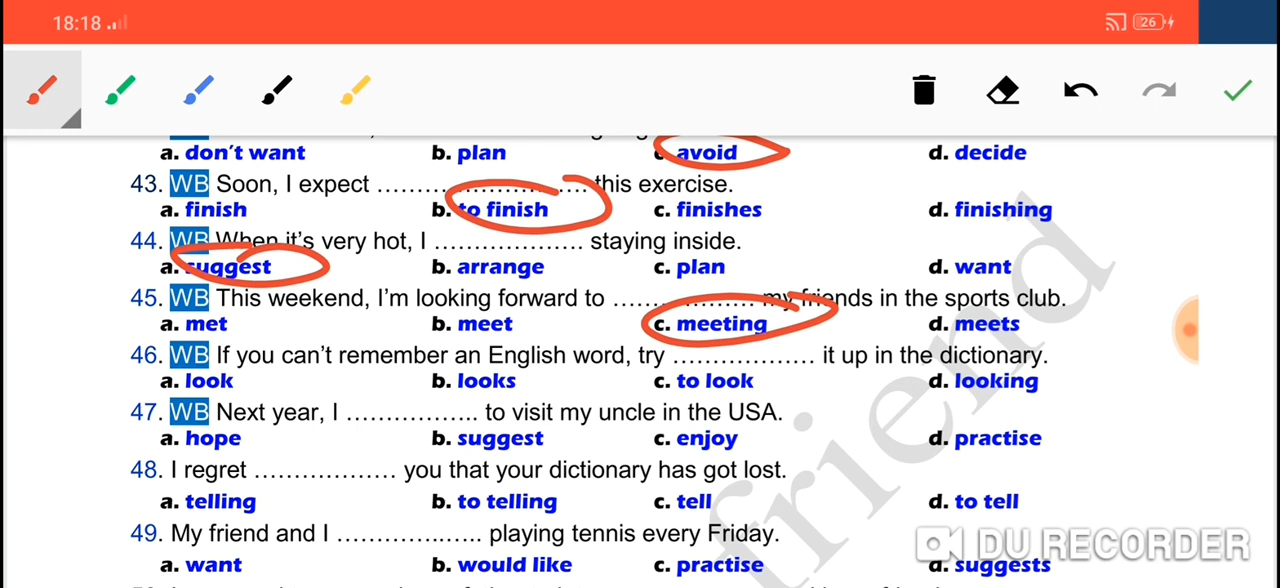 18:18
26
a. don't want b. plan c. avoid d. decide
43. WB Soon, I expect ........................... this exercise.
a. finish b. to finish c. finishes d. finishing
44. WB When it's very hot, I ................... staying inside.
a. suggest b. arrange c. plan d. want
45. WB This weekend, I'm looking forward to .................. my friends in the sports club.
a. met b. meet c. meeting d. meets
46. WB If you can't remember an English word, try .................. it up in the dictionary.
a. look b. looks c. to look d. looking
47. WB Next year, I ................. to visit my uncle in the USA.
a. hope b. suggest c. enjoy d. practise
48. I regret .................. you that your dictionary has got lost.
a. telling b. to telling c. tell d. to tell
49. My friend and I .................. playing tennis every Friday.
a. want b. would like c. practise d. suggests
friend
DU RECORDER